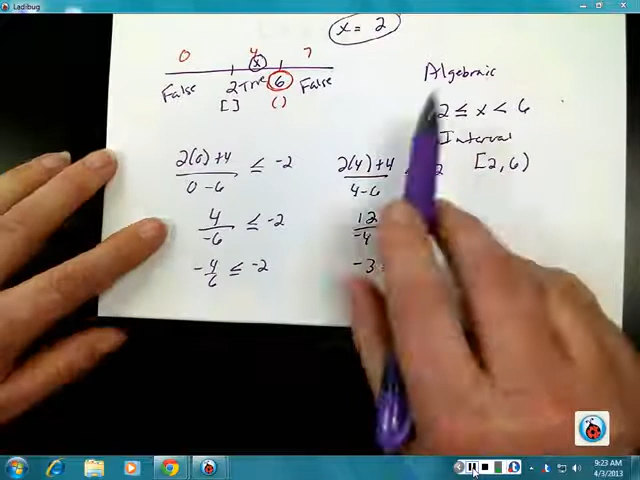 Ladibug
x = 2
0 4 7
x
False 2 True 6 False
[ ] ( )
Algebraic
2 ≤ x < 6
Interval
[2, 6)
2(0)+4 / 0-6 ≤ -2
2(4)+4 / 4-6 2
4 / -6 ≤ -2
12 / -4
-4/6 ≤ -2
-3
9:23 AM
4/3/2013